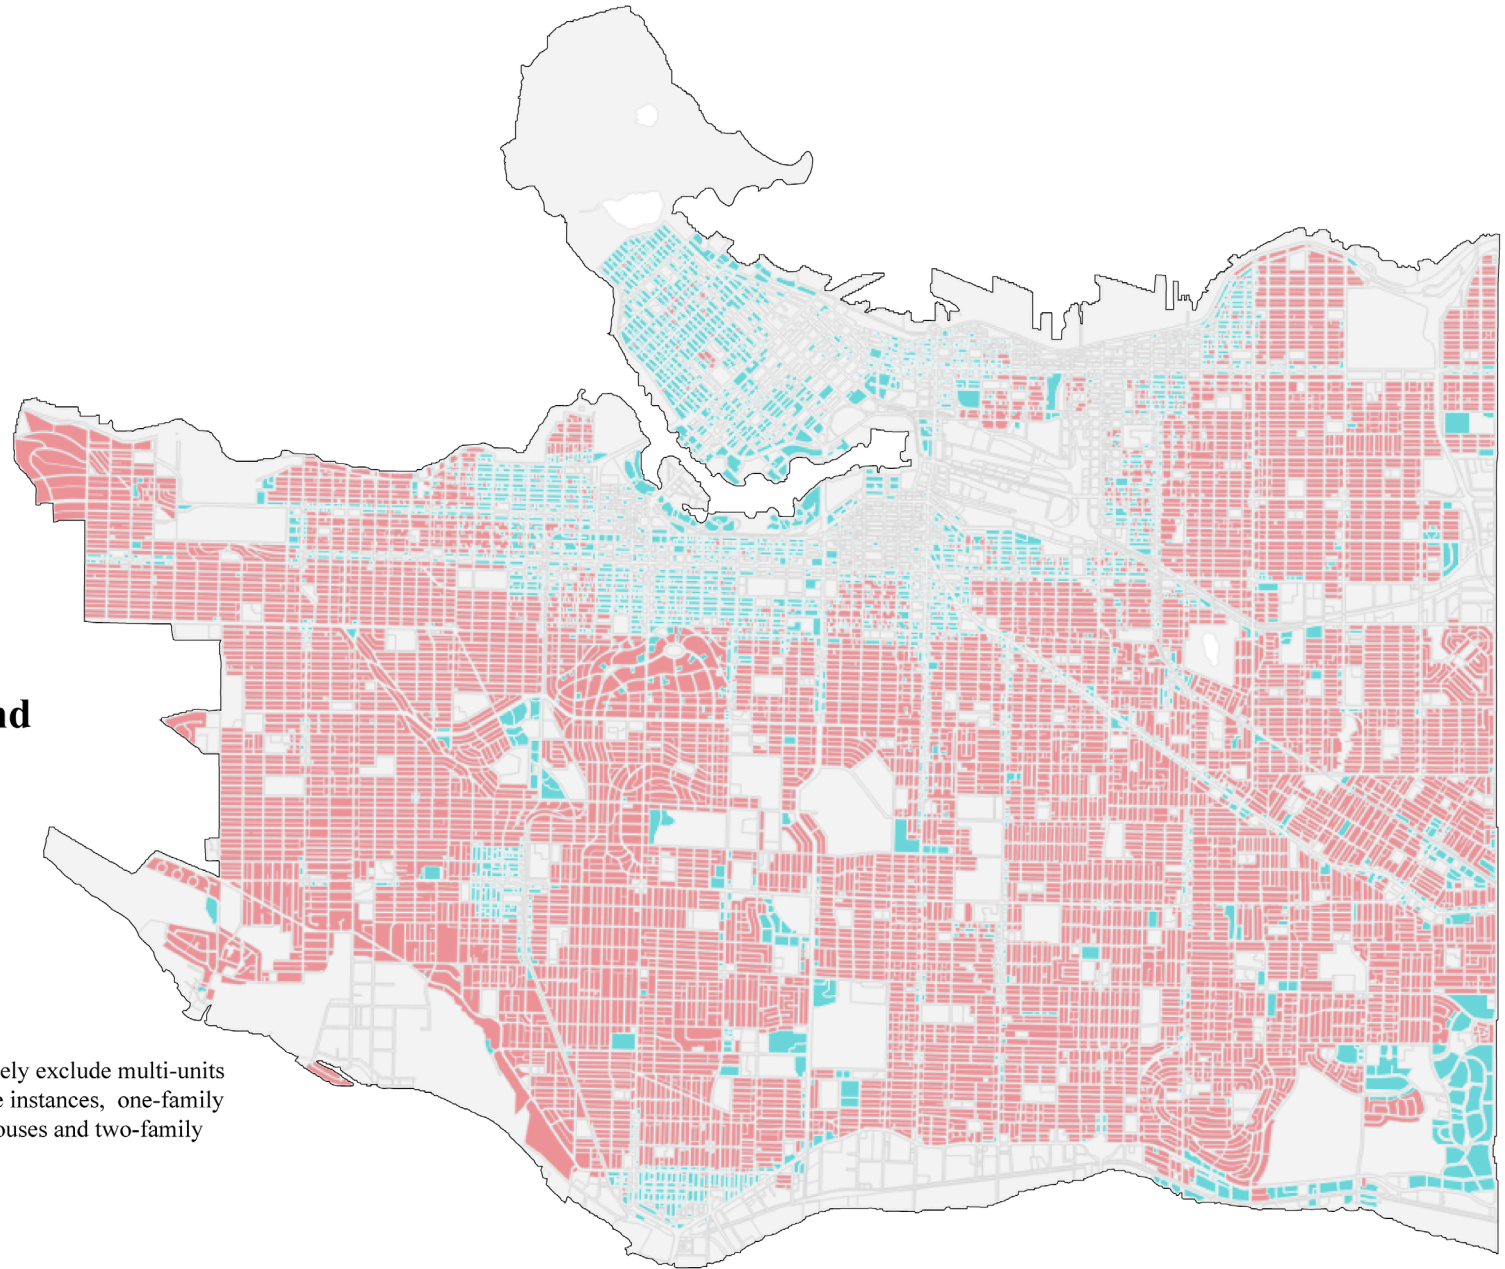 nd
ely exclude multi-units
e instances, one-family
ouses and two-family